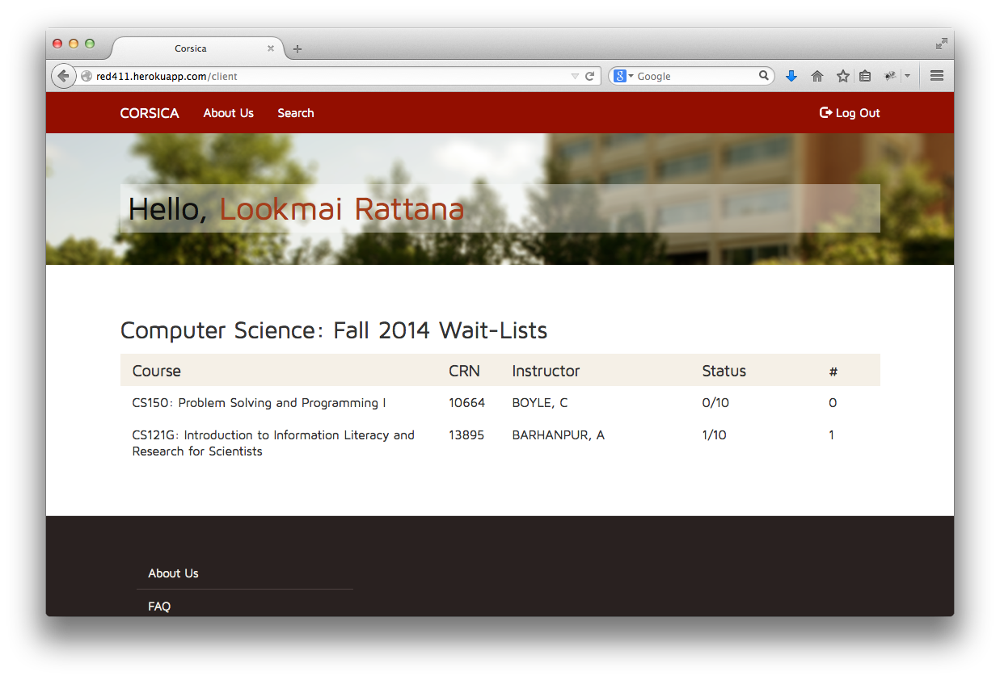 Corsica
red411.herokuapp.com/client
Google
CORSICA About Us Search Log Out
Hello, Lookmai Rattana
Computer Science: Fall 2014 Wait-Lists
Course CRN Instructor Status #
CS150: Problem Solving and Programming I 10664 BOYLE, C 0/10 0
CS121G: Introduction to Information Literacy and 13895 BARHANPUR, A 1/10 1
Research for Scientists
About Us
FAQ